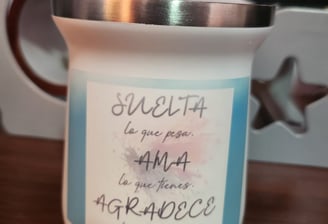 SUELTA
lo que pesa.
AMA
lo que tienes.
AGRADECE